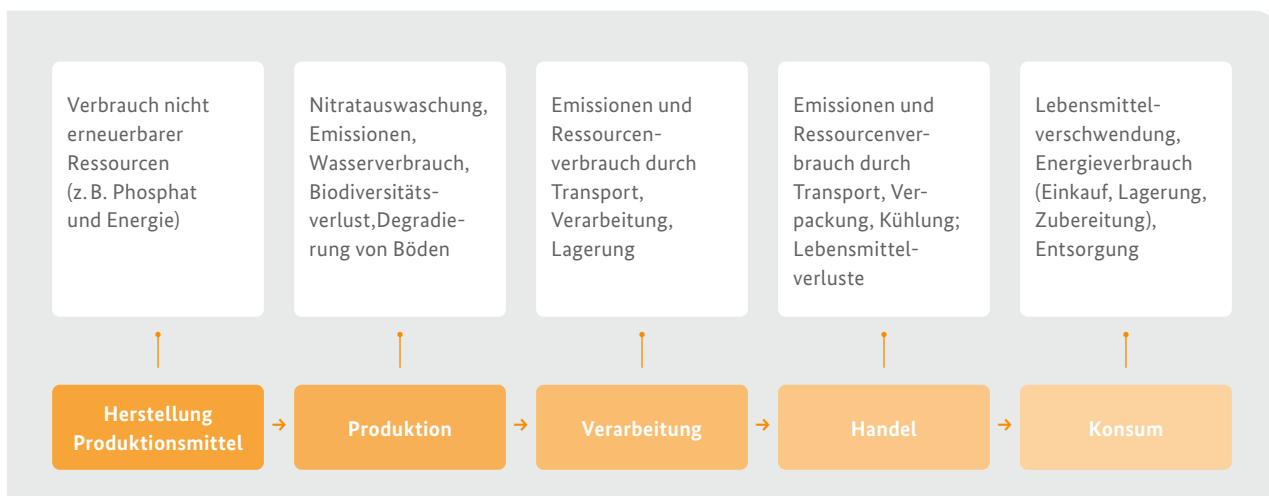 Verbrauch nicht
erneuerbarer
Ressourcen
(z. B. Phosphat
und Energie)
Nitratauswaschung,
Emissionen,
Wasserverbrauch,
Biodiversitäts-
verlust,Degradie-
rung von Böden
Emissionen und
Ressourcen-
verbrauch durch
Transport,
Verarbeitung,
Lagerung
Emissionen und
Ressourcenver-
brauch durch
Transport, Ver-
packung, Kühlung;
Lebensmittel-
verluste
Lebensmittel-
verschwendung,
Energieverbrauch
(Einkauf, Lagerung,
Zubereitung),
Entsorgung
Herstellung
Produktionsmittel
Produktion
Verarbeitung
Handel
Konsum